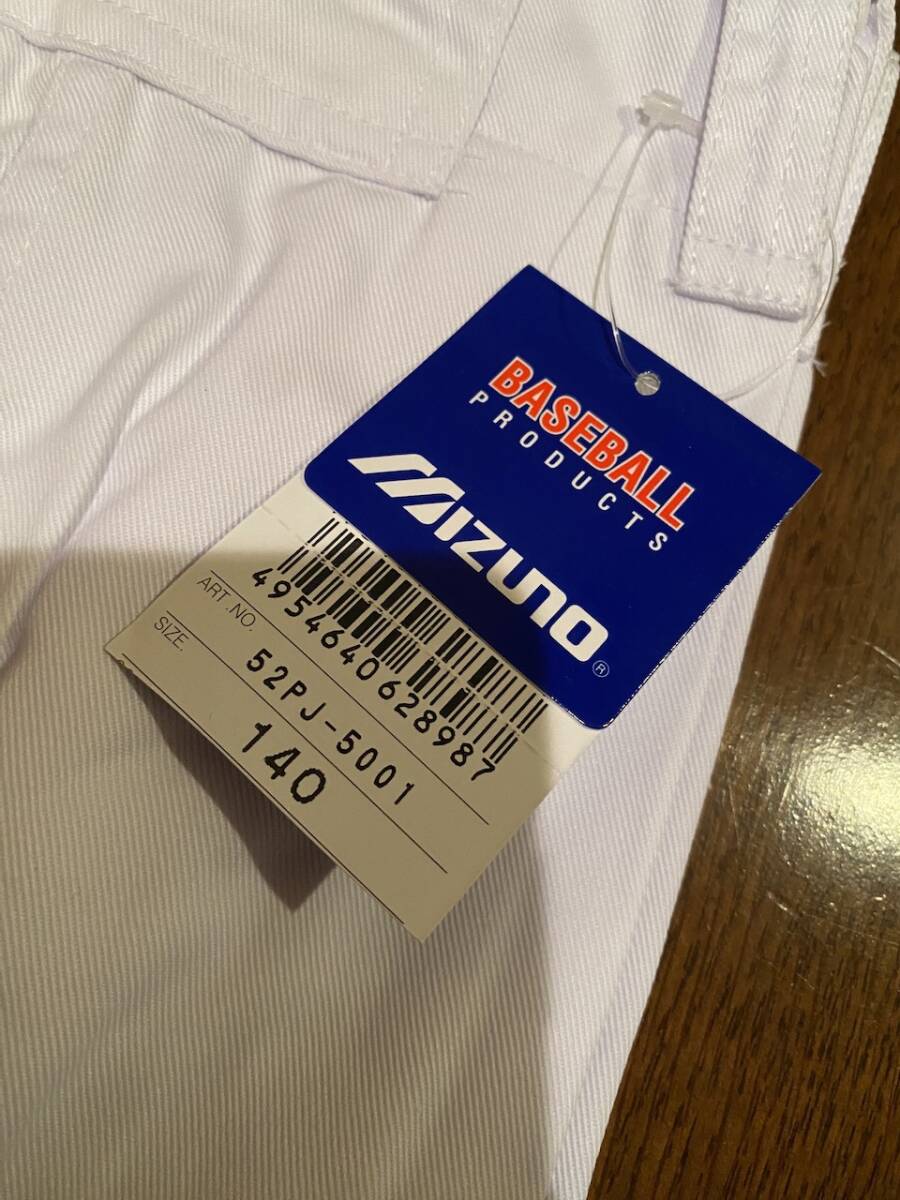 BASEBALL
PRODUCTS
MIZUNO®
4954640628987
ART.NO. 52PJ-5001
SIZE 140